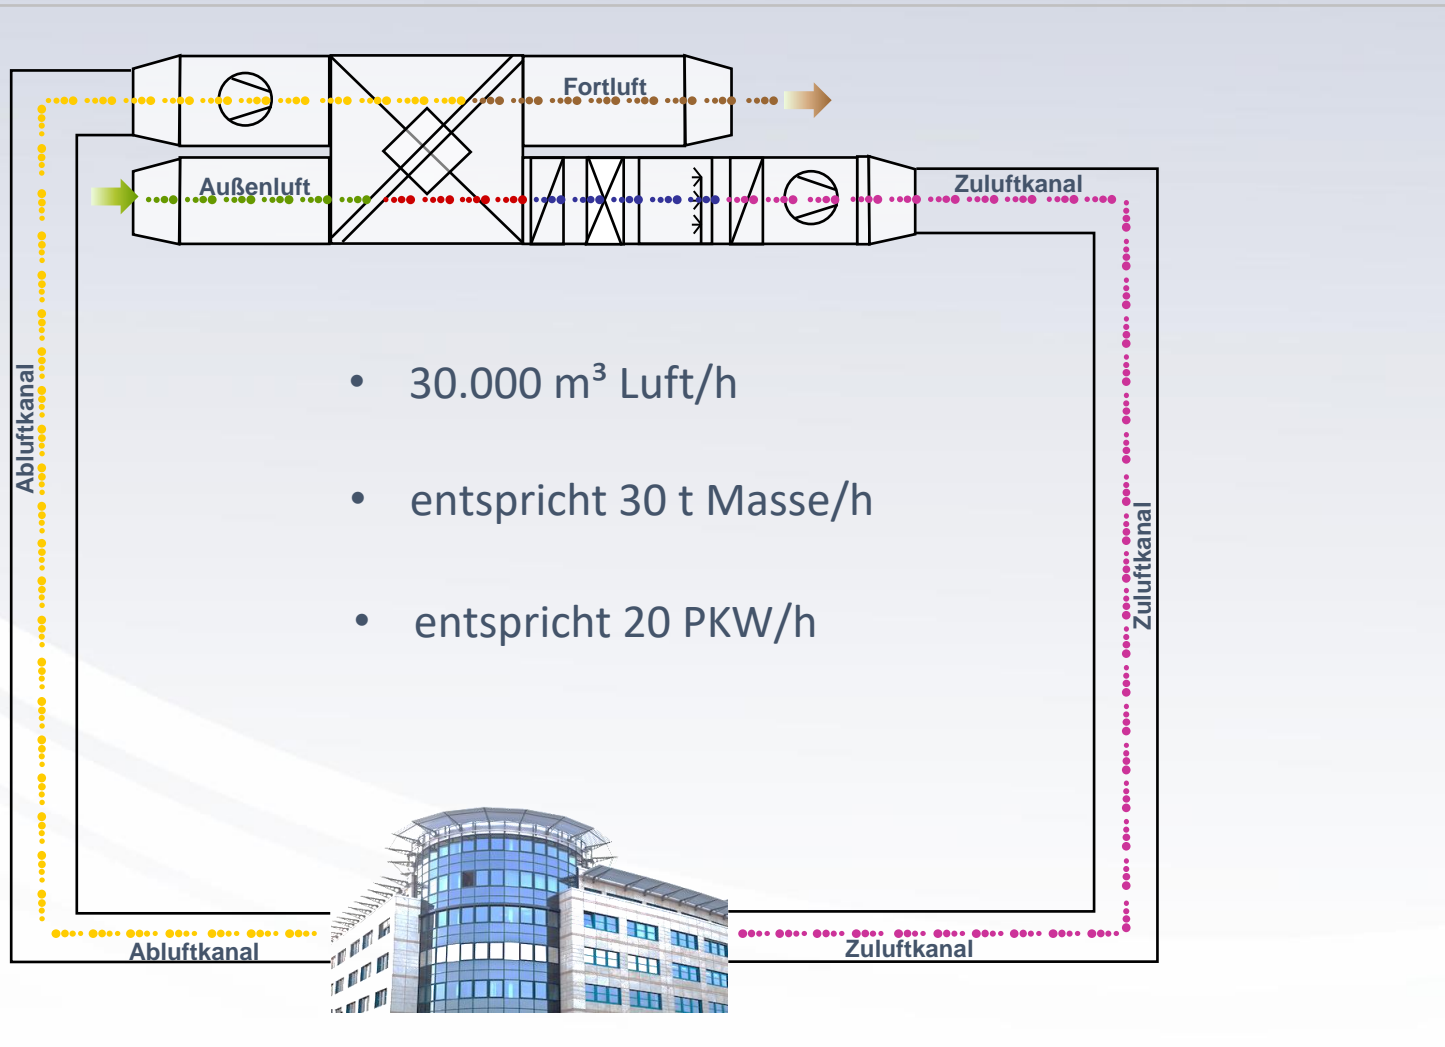 Fortluft
Außenluft
Zuluftkanal
Abluftkanal
• 30.000 m³ Luft/h
• entspricht 30 t Masse/h
• entspricht 20 PKW/h
Zuluftkanal
Abluftkanal
Zuluftkanal